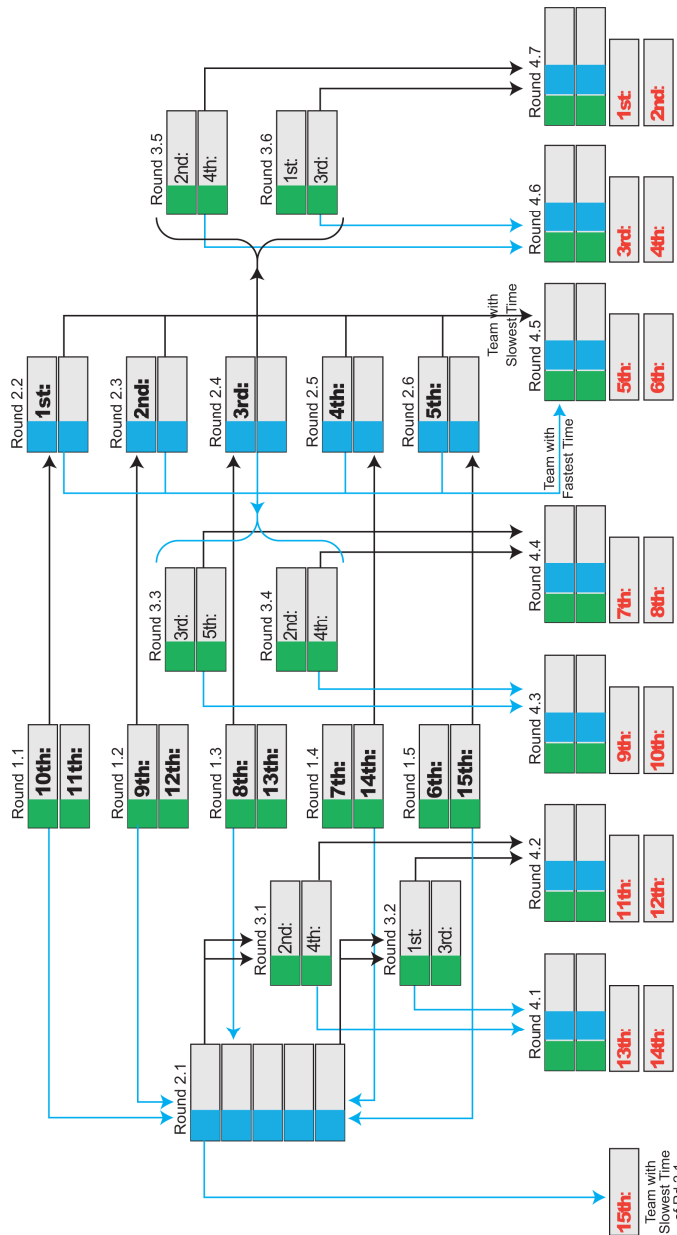 Round 1.1
10th:
11th:
Round 2.2
1st:
Round 1.2
9th:
12th:
Round 2.3
2nd:
Round 2.1
Round 3.3
3rd:
5th:
Round 3.5
2nd:
4th:
Round 1.3
8th:
13th:
Round 2.4
3rd:
Round 3.1
2nd:
4th:
Round 3.4
2nd:
4th:
Round 3.6
1st:
3rd:
Round 1.4
7th:
14th:
Round 2.5
4th:
Round 3.2
1st:
3rd:
Round 1.5
6th:
15th:
Round 2.6
5th:
Team with
Slowest Time
Team with
Fastest Time
Round 4.1
13th:
14th:
Round 4.2
11th:
12th:
Round 4.3
9th:
10th:
Round 4.4
7th:
8th:
Round 4.5
5th:
6th:
Round 4.6
3rd:
4th:
Round 4.7
1st:
2nd:
15th:
Team with
Slowest Time
of Rd 2.1